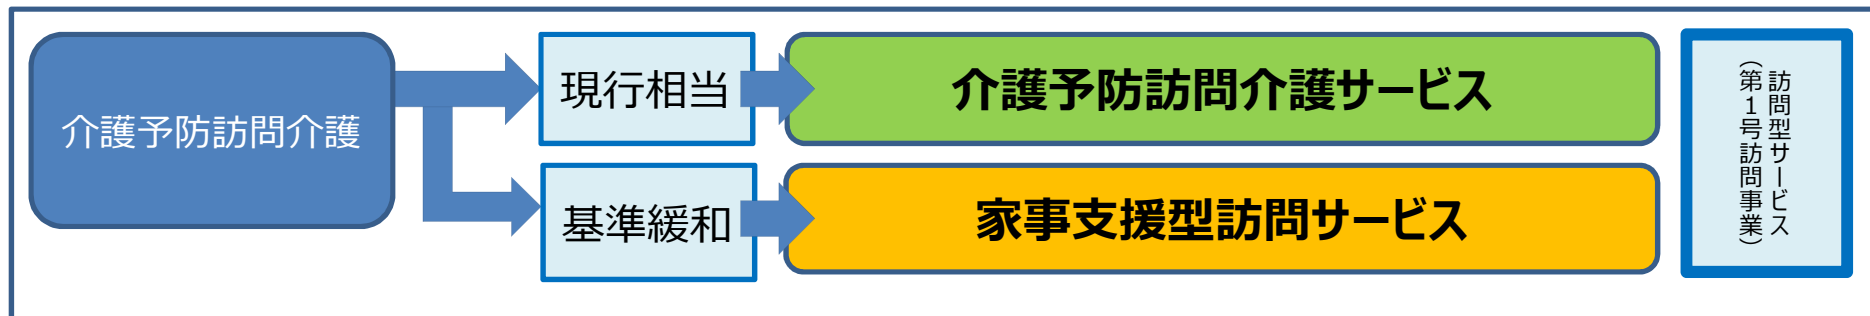 介護予防訪問介護
現行相当
介護予防訪問介護サービス
基準緩和
家事支援型訪問サービス
訪問型サービス
（第１号訪問事業）